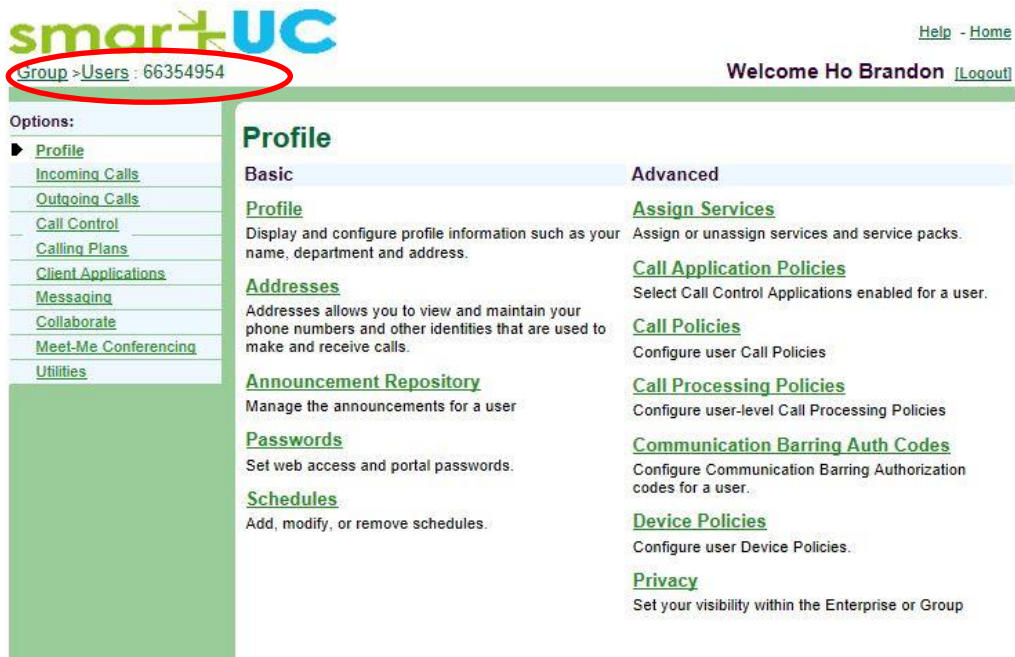 smartUC
Help - Home
Group >Users : 66354954
Welcome Ho Brandon [Logout]
Options:
Profile
Incoming Calls
Outgoing Calls
Call Control
Calling Plans
Client Applications
Messaging
Collaborate
Meet-Me Conferencing
Utilities
Profile
Basic
Profile
Display and configure profile information such as your
name, department and address.
Addresses
Addresses allows you to view and maintain your
phone numbers and other identities that are used to
make and receive calls.
Announcement Repository
Manage the announcements for a user
Passwords
Set web access and portal passwords.
Schedules
Add, modify, or remove schedules.
Advanced
Assign Services
Assign or unassign services and service packs.
Call Application Policies
Select Call Control Applications enabled for a user.
Call Policies
Configure user Call Policies
Call Processing Policies
Configure user-level Call Processing Policies
Communication Barring Auth Codes
Configure Communication Barring Authorization
codes for a user.
Device Policies
Configure user Device Policies.
Privacy
Set your visibility within the Enterprise or Group